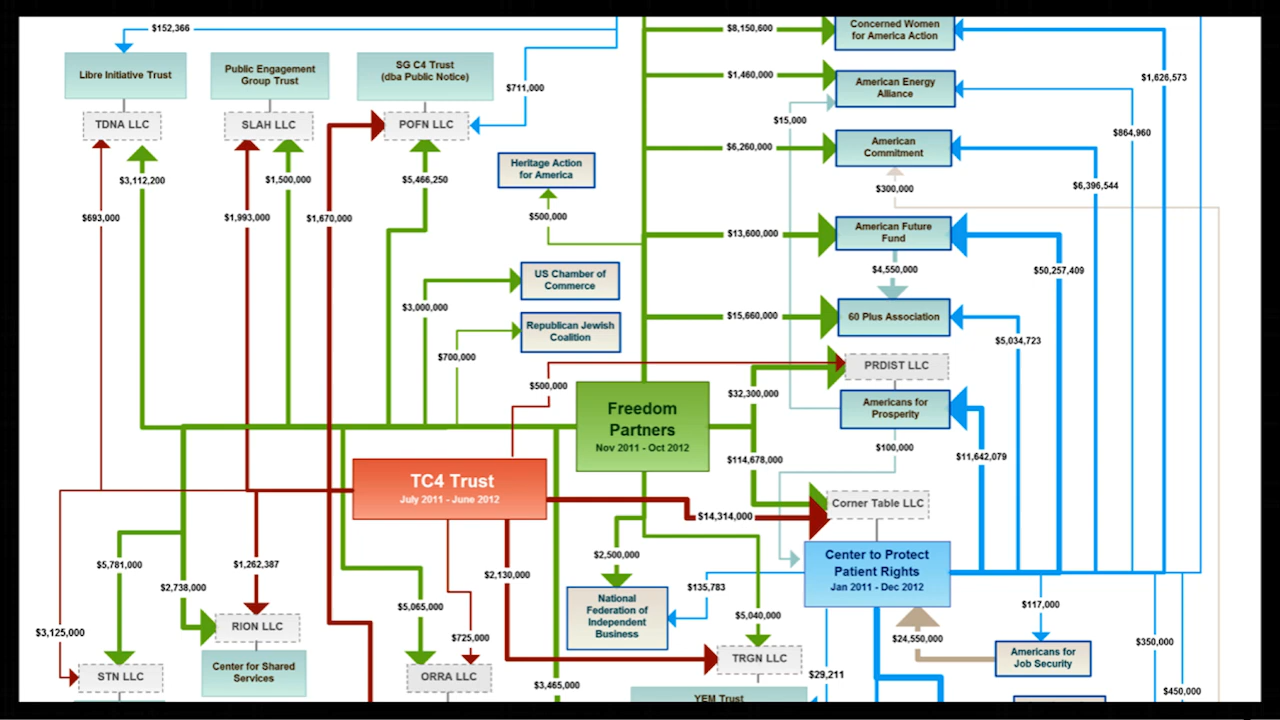 $152,366
$8,150,600
Concerned Women
for America Action
Libre Initiative Trust
Public Engagement
Group Trust
SG C4 Trust
(dba Public Notice)
$711,000
$1,460,000
American Energy
Alliance
$1,626,573
TDNA LLC
SLAH LLC
POFN LLC
$15,000
$864,960
$6,260,000
American
Commitment
Heritage Action
for America
$3,112,200
$1,500,000
$5,466,250
$300,000
$6,396,544
$693,000
$1,993,000
$1,670,000
$500,000
$13,600,000
American Future
Fund
$4,550,000
$50,257,409
US Chamber of
Commerce
$3,000,000
$15,660,000
60 Plus Association
$5,034,723
Republican Jewish
Coalition
$700,000
PRDIST LLC
$500,000
$32,300,000
Freedom
Partners
Nov 2011 - Oct 2012
Americans for
Prosperity
$100,000
$114,678,000
$11,642,079
TC4 Trust
July 2011 - June 2012
$14,314,000
Corner Table LLC
$5,781,000
$1,262,387
$2,738,000
$2,130,000
$2,500,000
Center to Protect
Patient Rights
Jan 2011 - Dec 2012
$135,783
National
Federation of
Independent
Business
$5,065,000
$725,000
$5,040,000
$117,000
$3,125,000
RION LLC
$24,550,000
$350,000
Center for Shared
Services
TRGN LLC
Americans for
Job Security
STN LLC
ORRA LLC
$3,465,000
$29,211
$450,000
YEM Trust